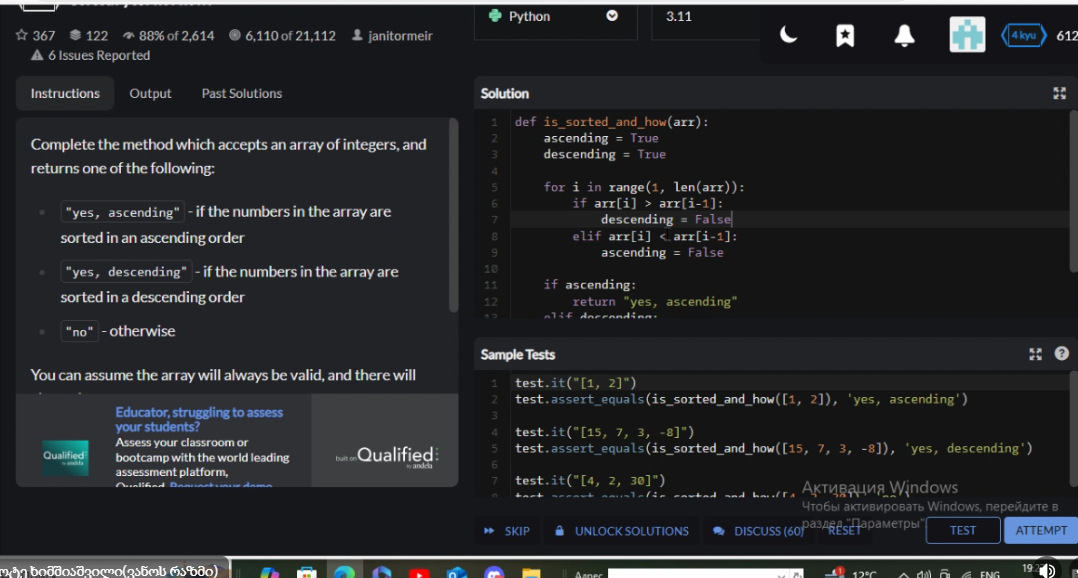 Python
3.11
367 122 88% of 2,614 6,110 of 21,112 janitormeir
4 kyu 612
6 Issues Reported
Instructions Output Past Solutions
Complete the method which accepts an array of integers, and
returns one of the following:
"yes, ascending" - if the numbers in the array are
sorted in an ascending order
"yes, descending" - if the numbers in the array are
sorted in a descending order
"no" - otherwise
You can assume the array will always be valid, and there will
Educator, struggling to assess
your students?
Assess your classroom or
bootcamp with the world leading
assessment platform,
Qualified. Request your demo
Qualified
by andela
built on Qualified
by andela
Solution
1 def is_sorted_and_how(arr):
2 ascending = True
3 descending = True
4
5 for i in range(1, len(arr)):
6 if arr[i] > arr[i-1]:
7 descending = False
8 elif arr[i] < arr[i-1]:
9 ascending = False
10
11 if ascending:
12 return "yes, ascending"
13 elif descending:
Sample Tests
1 test.it("[1, 2]")
2 test.assert_equals(is_sorted_and_how([1, 2]), 'yes, ascending')
3
4 test.it("[15, 7, 3, -8]")
5 test.assert_equals(is_sorted_and_how([15, 7, 3, -8]), 'yes, descending')
6
7 test.it("[4, 2, 30]")
8 test.assert_equals(is_sorted_and_how([4, 2, 30]), 'no')
Активация Windows
Чтобы активировать Windows, перейдите в
раздел "Параметры"
SKIP UNLOCK SOLUTIONS DISCUSS (60) RESET TEST ATTEMPT
ხიმშიაშვილი(ვანოს რაზმი)
Адрес
12°C
ENG